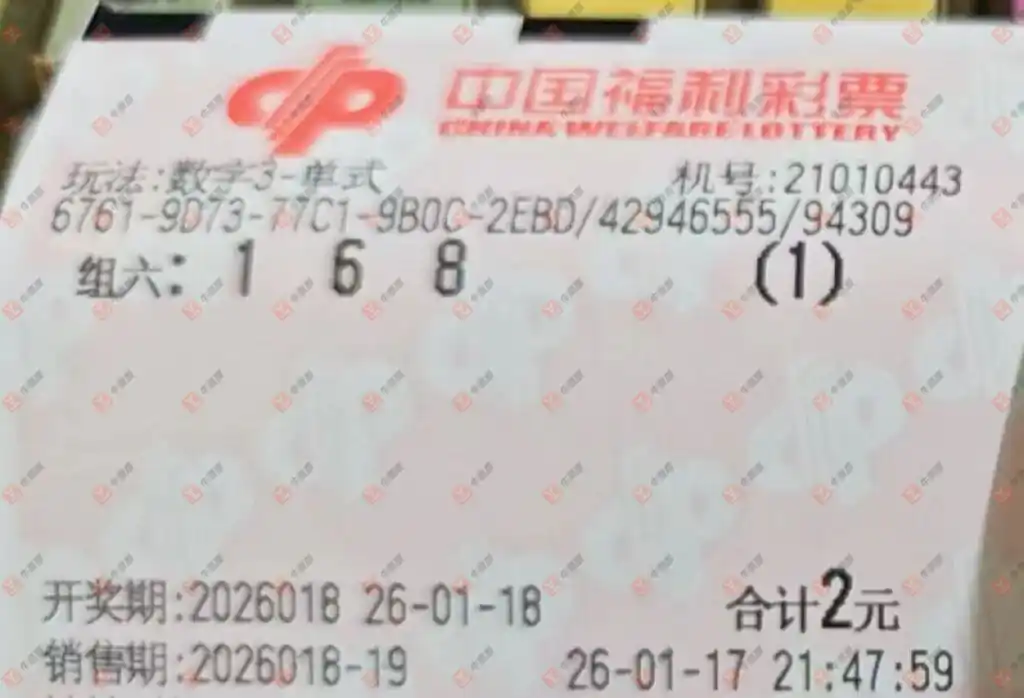 中国福利彩票
CHINA WELFARE LOTTERY
玩法:数字3-单式 机号:21010443
6761-9D73-77C1-9B0C-2EBD/42946555/94309
组六: 1 6 8 (1)
开奖期:2026018 26-01-18 合计2元
销售期:2026018-19 26-01-17 21:47:59